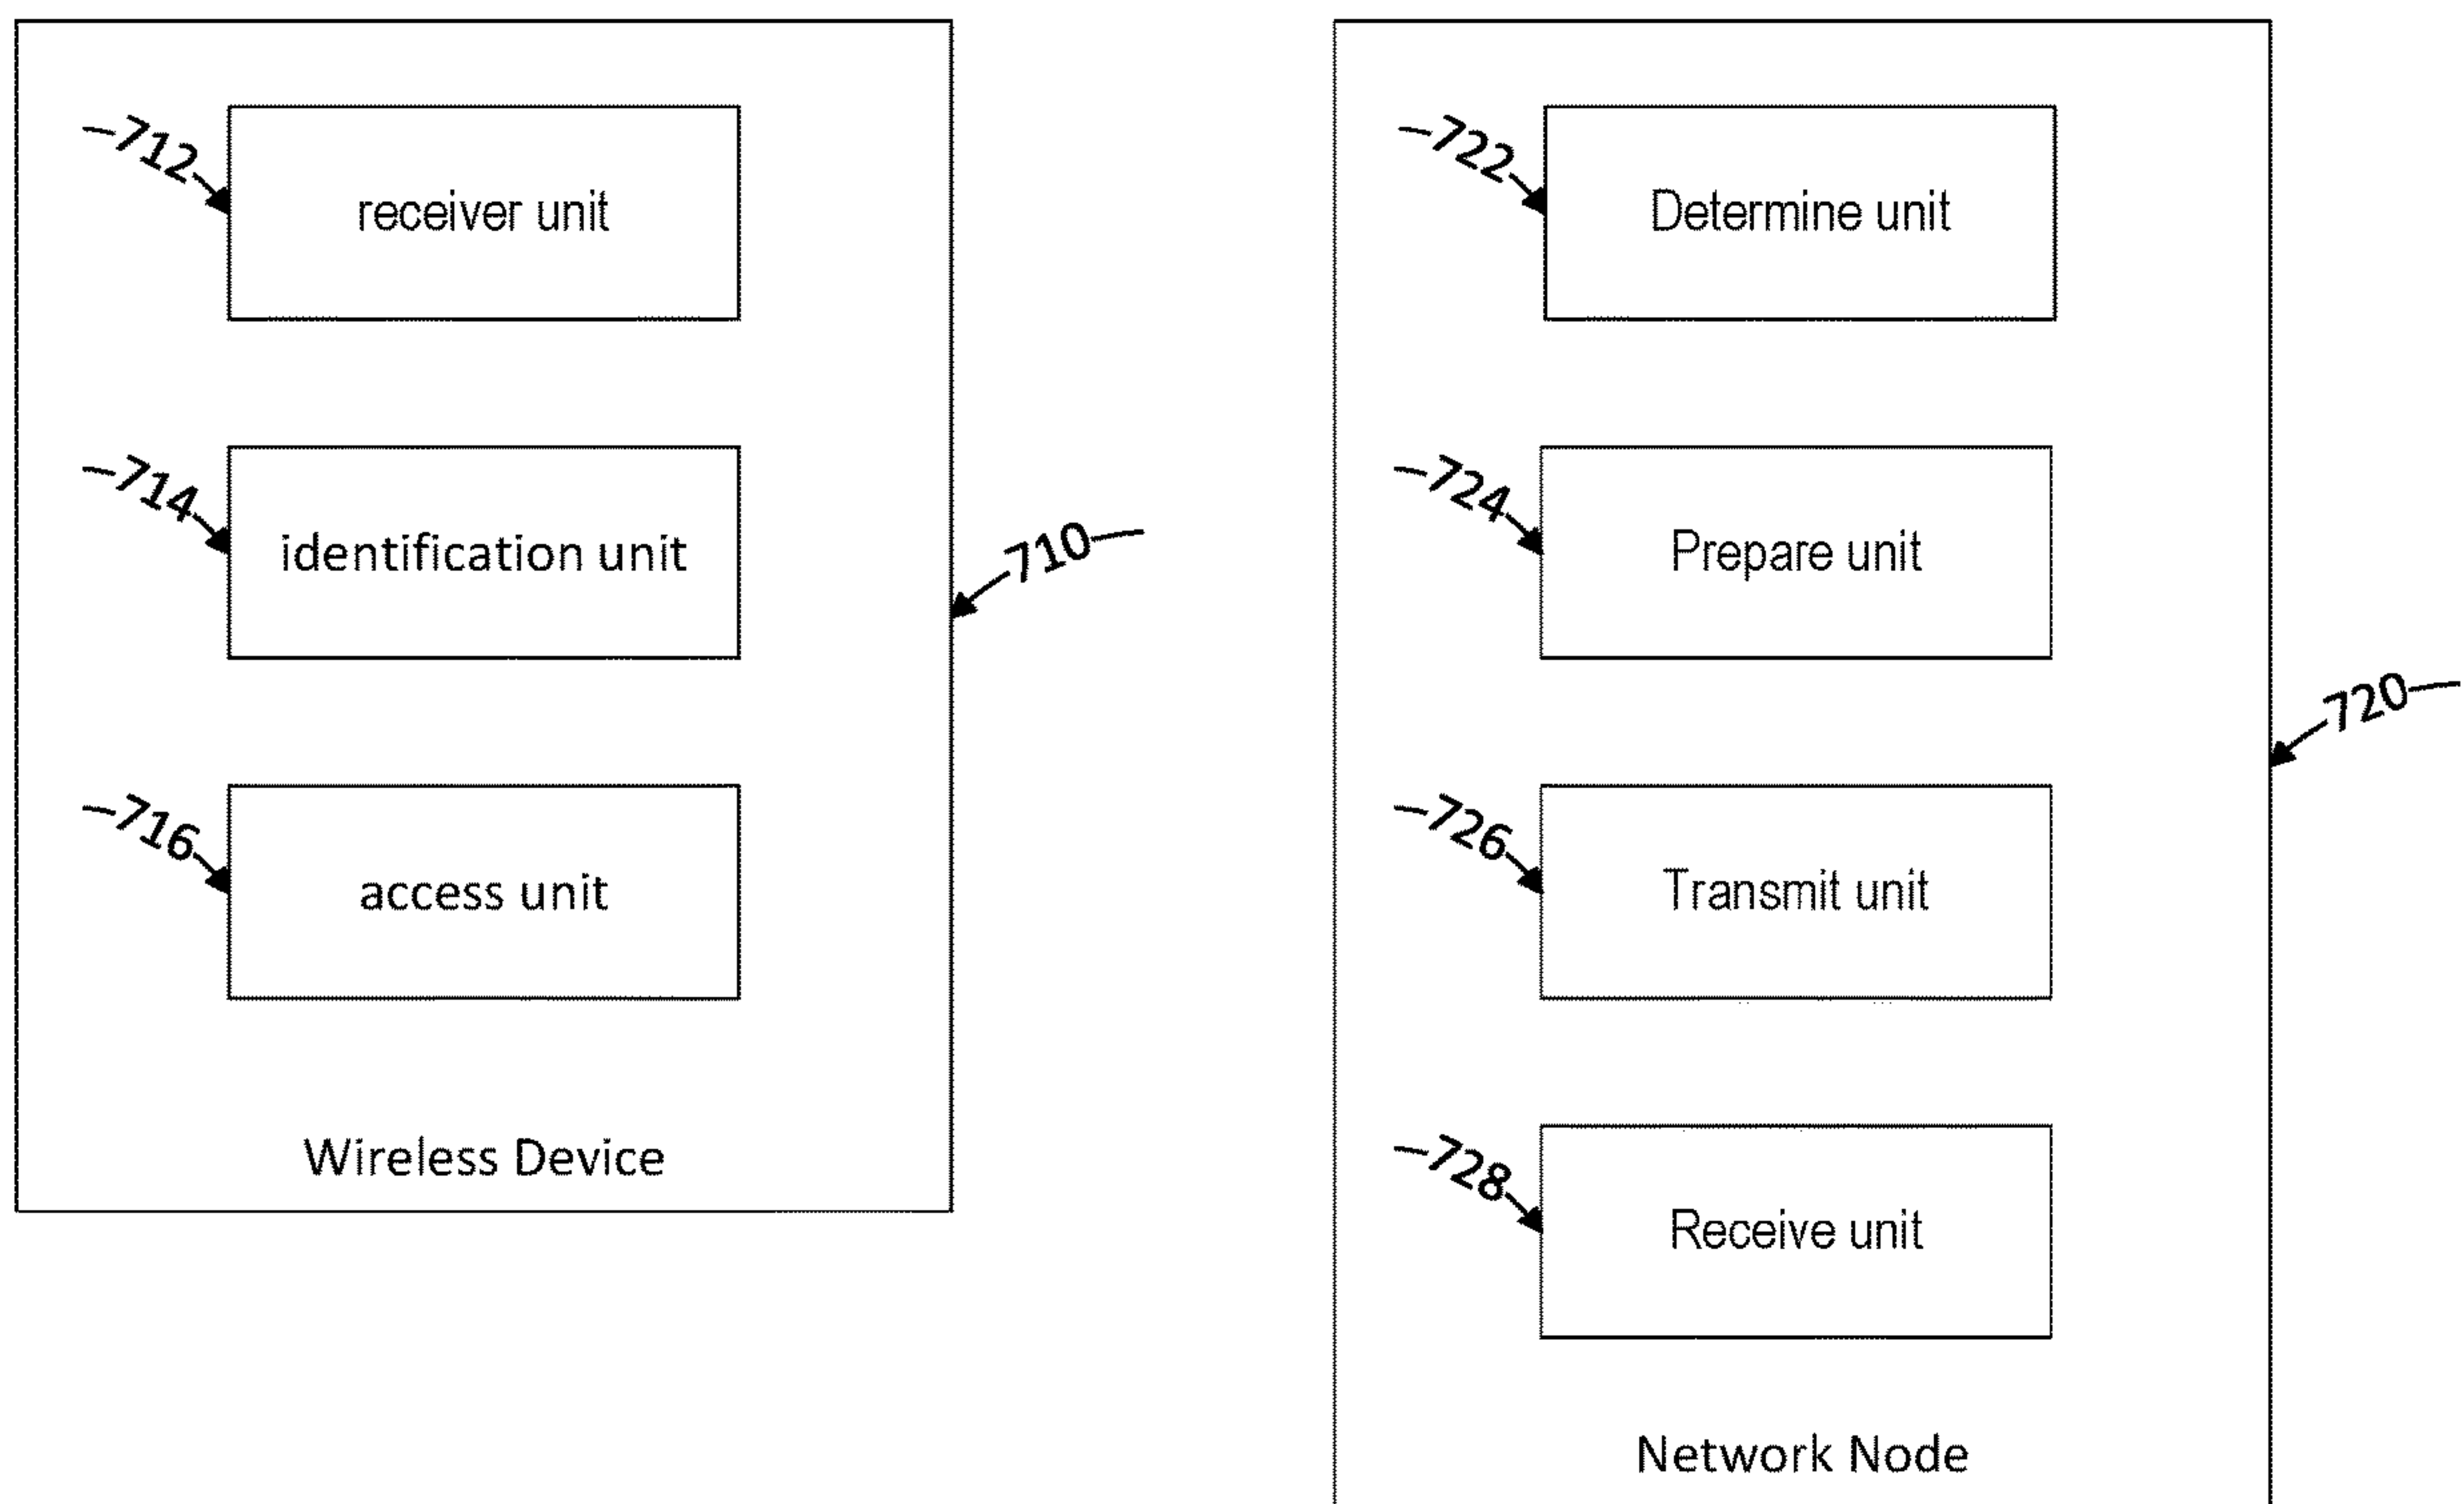 712
receiver unit
714
identification unit
716
access unit
Wireless Device
710
722
Determine unit
724
Prepare unit
726
Transmit unit
728
Receive unit
Network Node
720